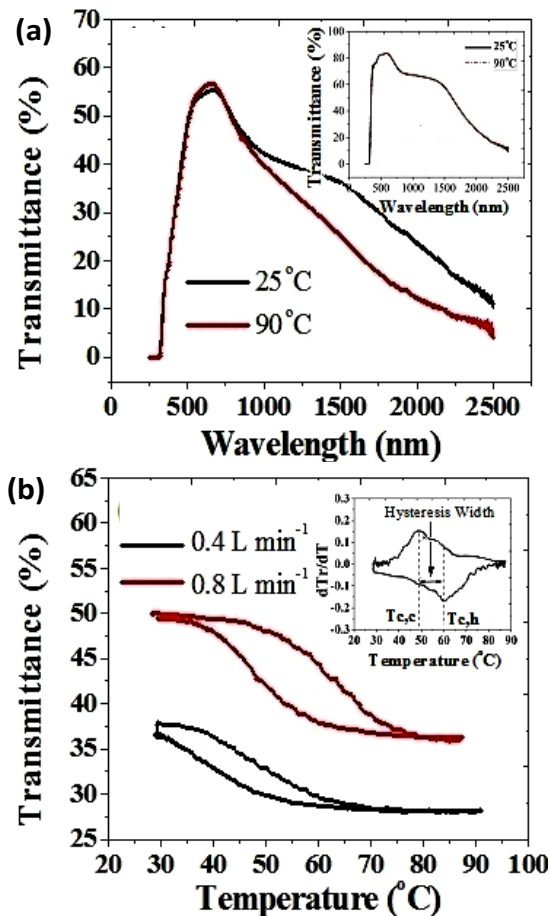 (a)
70
60
50
40
30
20
10
0
Transmittance (%)
0 500 1000 1500 2000 2500
Wavelength (nm)
25°C
90°C
100
80
60
40
20
0
Transmittance (%)
500 1000 1500 2000 2500
Wavelength (nm)
25°C
90°C
(b)
65
60
55
50
45
40
35
30
25
Transmittance (%)
20 30 40 50 60 70 80 90 100
Temperature (°C)
0.4 L min⁻¹
0.8 L min⁻¹
0.3
0.2
0.1
0.0
-0.1
-0.2
-0.3
dTr/dT
Hysteresis Width
Tc,c Tc,h
20 30 40 50 60 70 80 90
Temperature (°C)